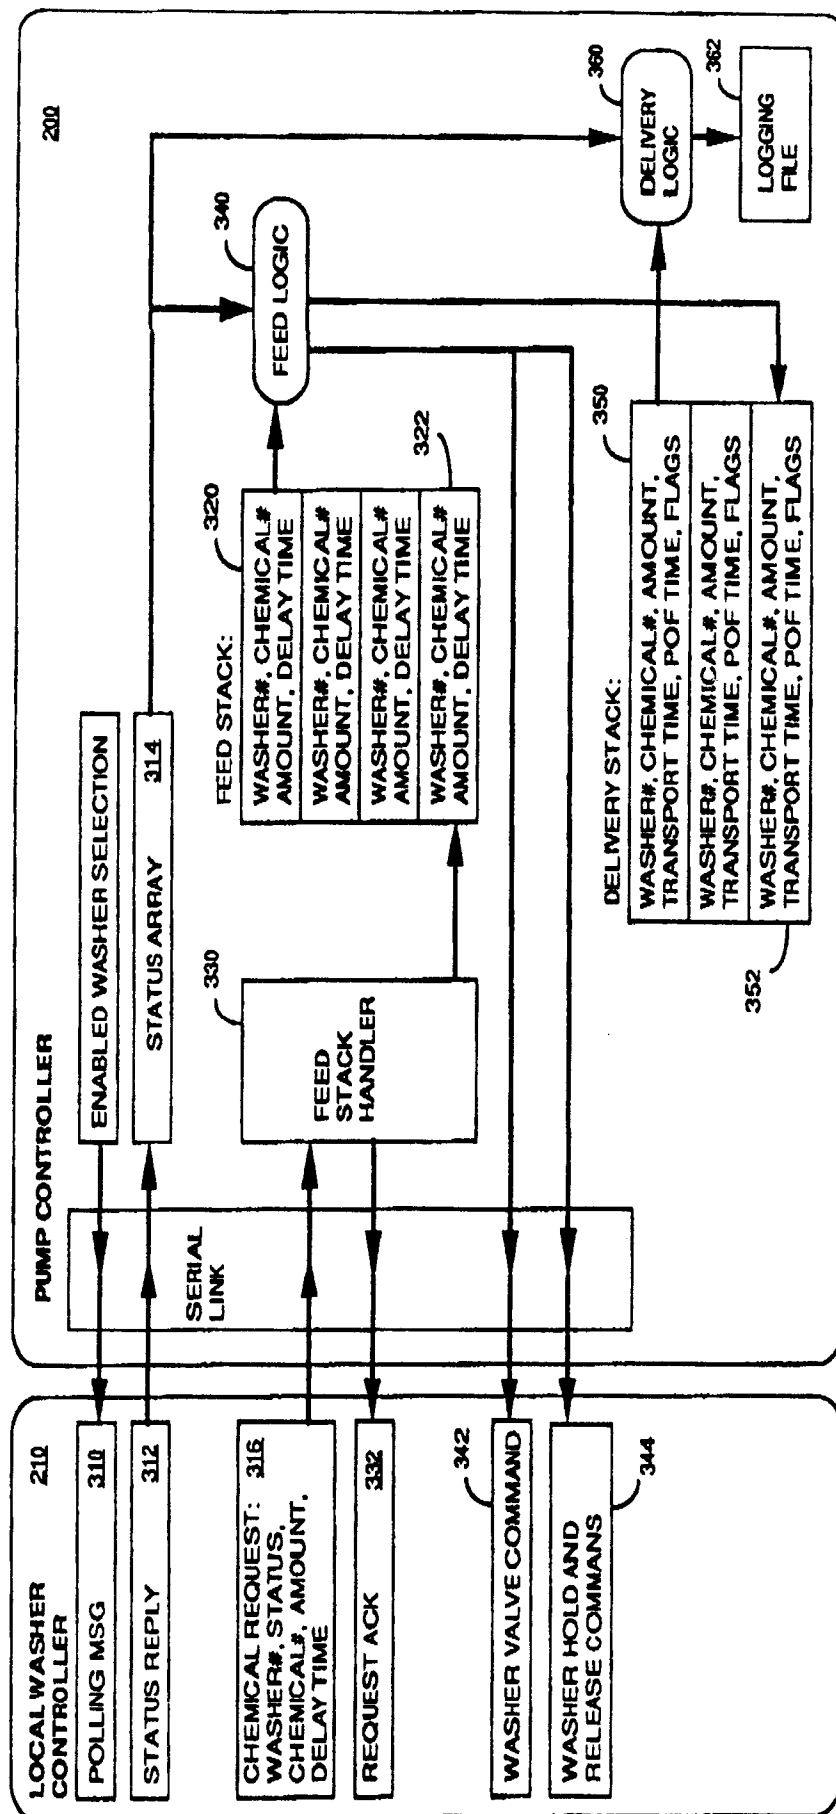 LOCAL WASHER
CONTROLLER
210
POLLING MSG
310
STATUS REPLY
312
CHEMICAL REQUEST:
316
WASHER#, STATUS,
CHEMICAL#, AMOUNT,
DELAY TIME
REQUEST ACK
332
342
WASHER VALVE COMMAND
WASHER HOLD AND
RELEASE COMMANS
344
PUMP CONTROLLER
200
SERIAL
LINK
ENABLED WASHER SELECTION
STATUS ARRAY
314
330
FEED
STACK
HANDLER
FEED STACK:
320
WASHER#, CHEMICAL#
AMOUNT, DELAY TIME
WASHER#, CHEMICAL#
AMOUNT, DELAY TIME
WASHER#, CHEMICAL#
AMOUNT, DELAY TIME
WASHER#, CHEMICAL#
AMOUNT, DELAY TIME
322
FEED LOGIC
340
DELIVERY STACK:
350
WASHER#, CHEMICAL#, AMOUNT,
TRANSPORT TIME, POF TIME, FLAGS
WASHER#, CHEMICAL#, AMOUNT,
TRANSPORT TIME, POF TIME, FLAGS
WASHER#, CHEMICAL#, AMOUNT,
TRANSPORT TIME, POF TIME, FLAGS
352
DELIVERY
LOGIC
360
LOGGING
FILE
362